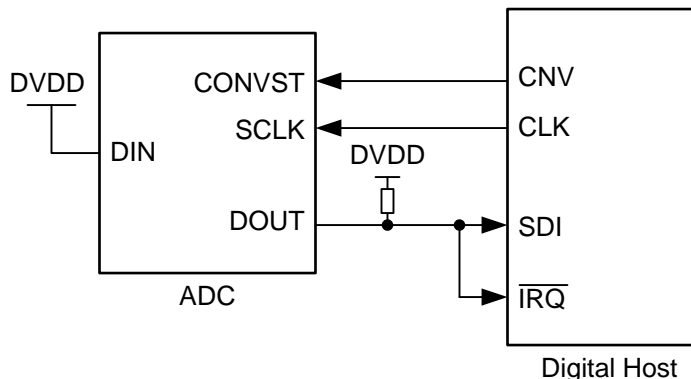 DVDD
DIN
CONVST
SCLK
DVDD
DOUT
ADC
CNV
CLK
SDI
IRQ
Digital Host